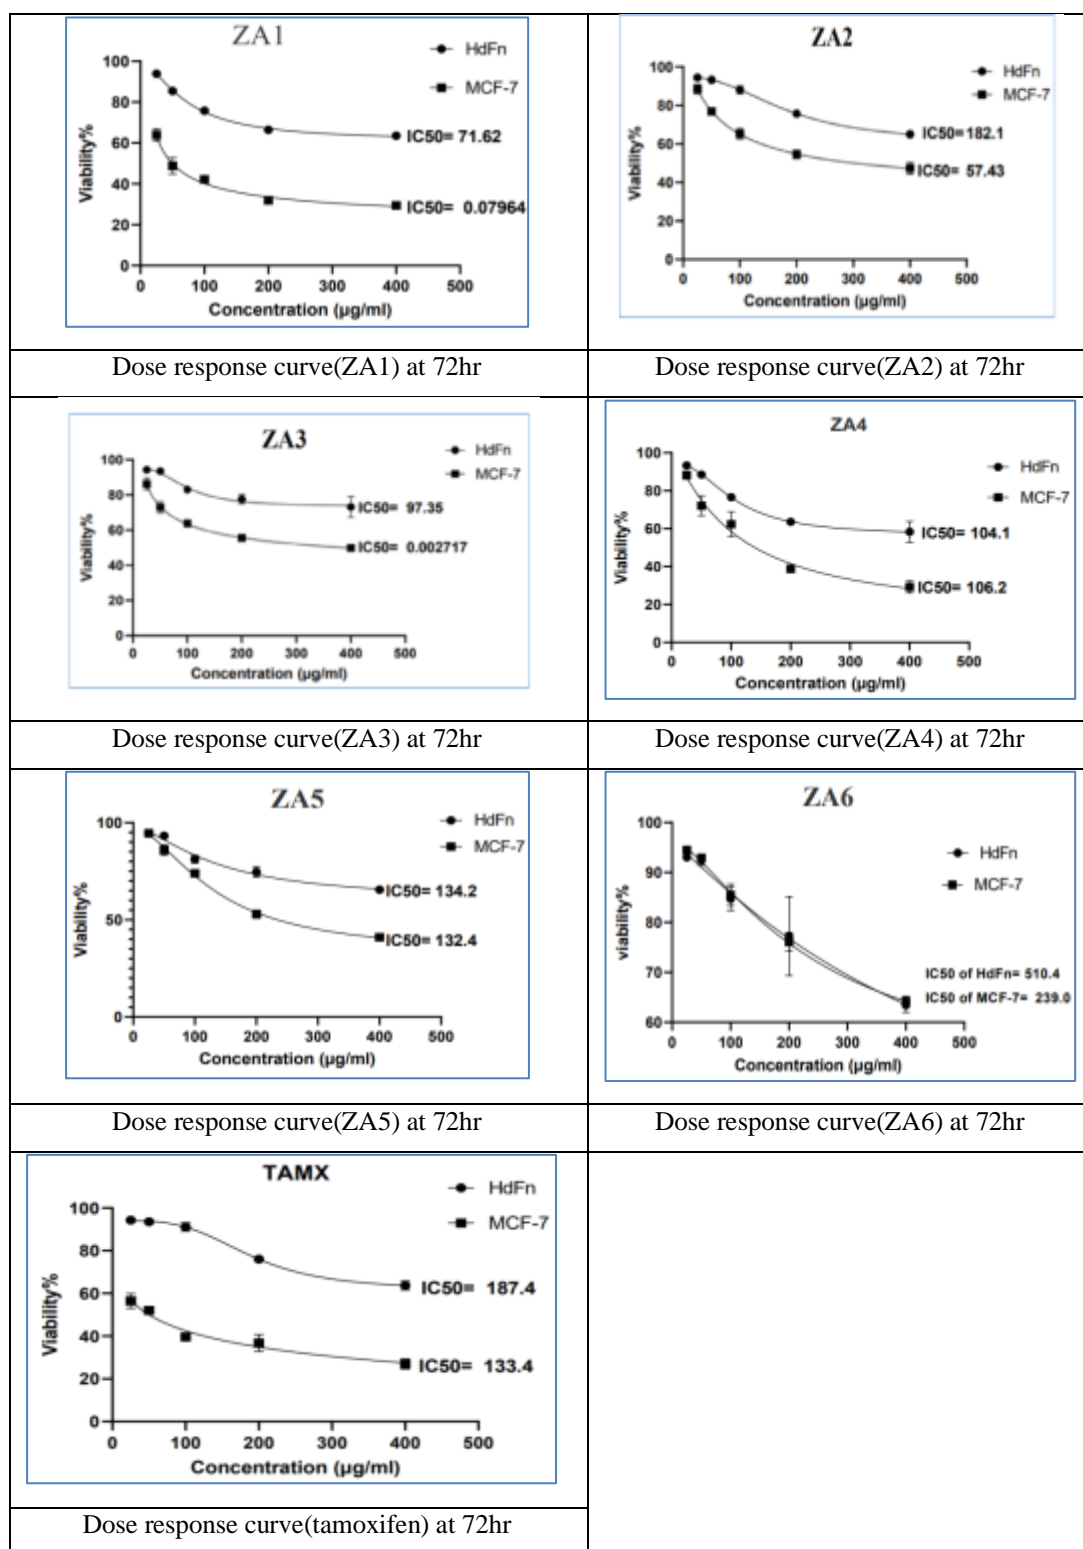 ZA1
HdFn
MCF-7
100
80
60
40
20
0
Viability%
IC50= 71.62
IC50= 0.07964
0 100 200 300 400 500
Concentration (µg/ml)
Dose response curve(ZA1) at 72hr
ZA2
HdFn
MCF-7
100
80
60
40
20
0
Viability%
IC50=182.1
IC50= 57.43
0 100 200 300 400 500
Concentration (µg/ml)
Dose response curve(ZA2) at 72hr
ZA3
HdFn
MCF-7
100
80
60
40
20
0
Viability%
IC50= 97.35
IC50= 0.002717
0 100 200 300 400 500
Concentration (µg/ml)
Dose response curve(ZA3) at 72hr
ZA4
HdFn
MCF-7
100
80
60
40
20
0
Viability%
IC50= 104.1
IC50= 106.2
0 100 200 300 400 500
Concentration (µg/ml)
Dose response curve(ZA4) at 72hr
ZA5
HdFn
MCF-7
100
50
0
Viability%
IC50= 134.2
IC50= 132.4
0 100 200 300 400 500
Concentration (µg/ml)
Dose response curve(ZA5) at 72hr
ZA6
HdFn
MCF-7
100
90
80
70
60
viability%
IC50 of HdFn= 510.4
IC50 of MCF-7= 239.0
0 100 200 300 400 500
Concentration (µg/ml)
Dose response curve(ZA6) at 72hr
TAMX
HdFn
MCF-7
100
80
60
40
20
0
Viability%
IC50= 187.4
IC50= 133.4
0 100 200 300 400 500
Concentration (µg/ml)
Dose response curve(tamoxifen) at 72hr